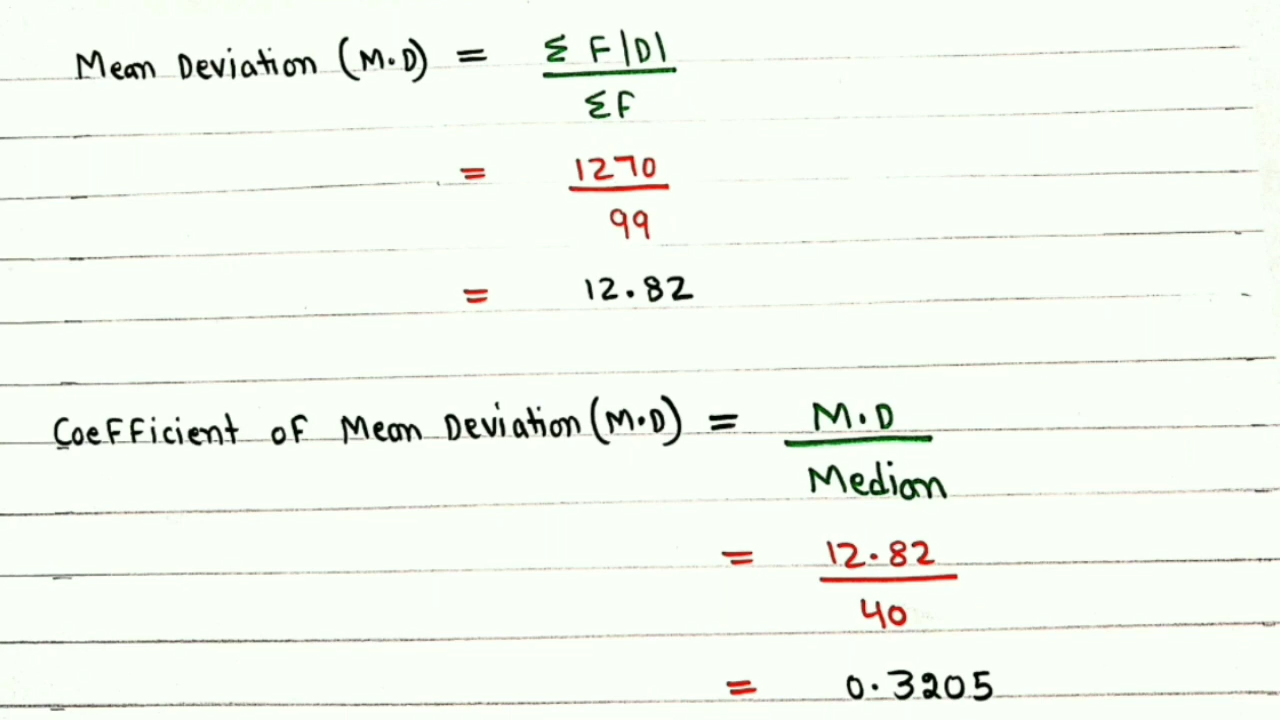 Mean Deviation (M.D) = Σ F|D|
ΣF
= 1270
99
= 12.82
Coefficient of Mean Deviation (M.D) = M.D
Median
= 12.82
40
= 0.3205